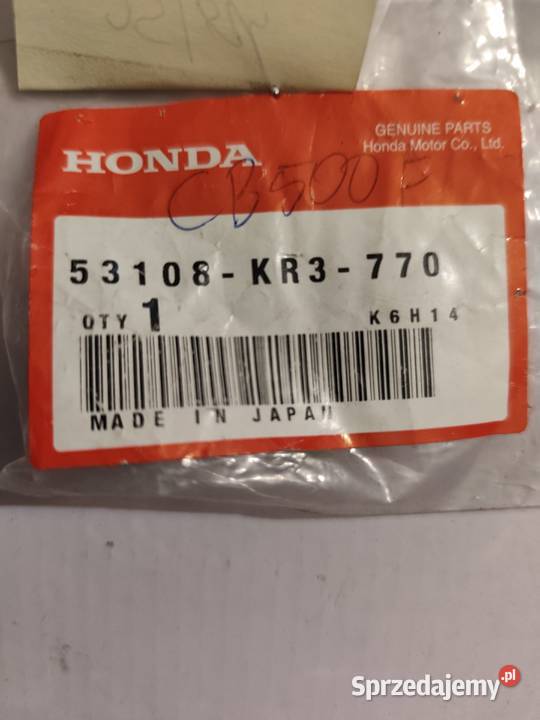 GENUINE PARTS
HONDA Honda Motor Co., Ltd.
CB500F
53108-KR3-770
QTY 1 K6H14
MADE IN JAPAN
Sprzedajemy.pl